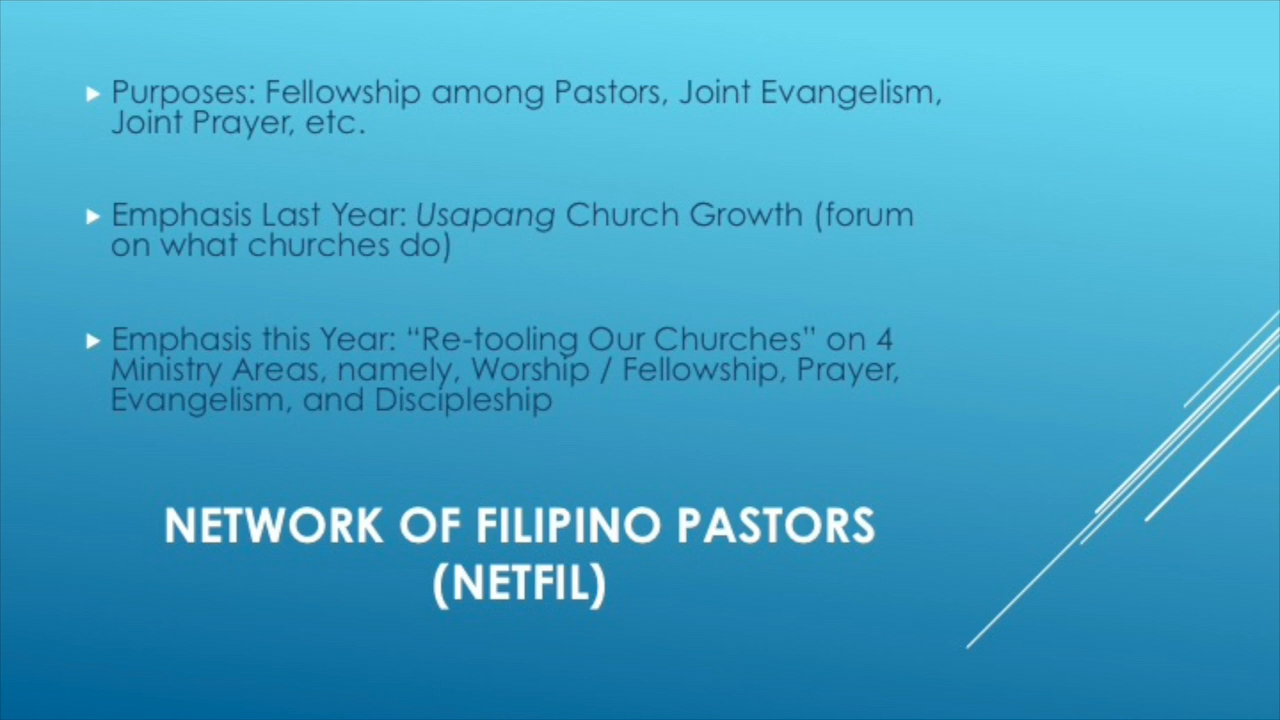 Purposes: Fellowship among Pastors, Joint Evangelism,
Joint Prayer, etc.
Emphasis Last Year: Usapang Church Growth (forum
on what churches do)
Emphasis this Year: “Re-tooling Our Churches” on 4
Ministry Areas, namely, Worship / Fellowship, Prayer,
Evangelism, and Discipleship
NETWORK OF FILIPINO PASTORS
(NETFIL)